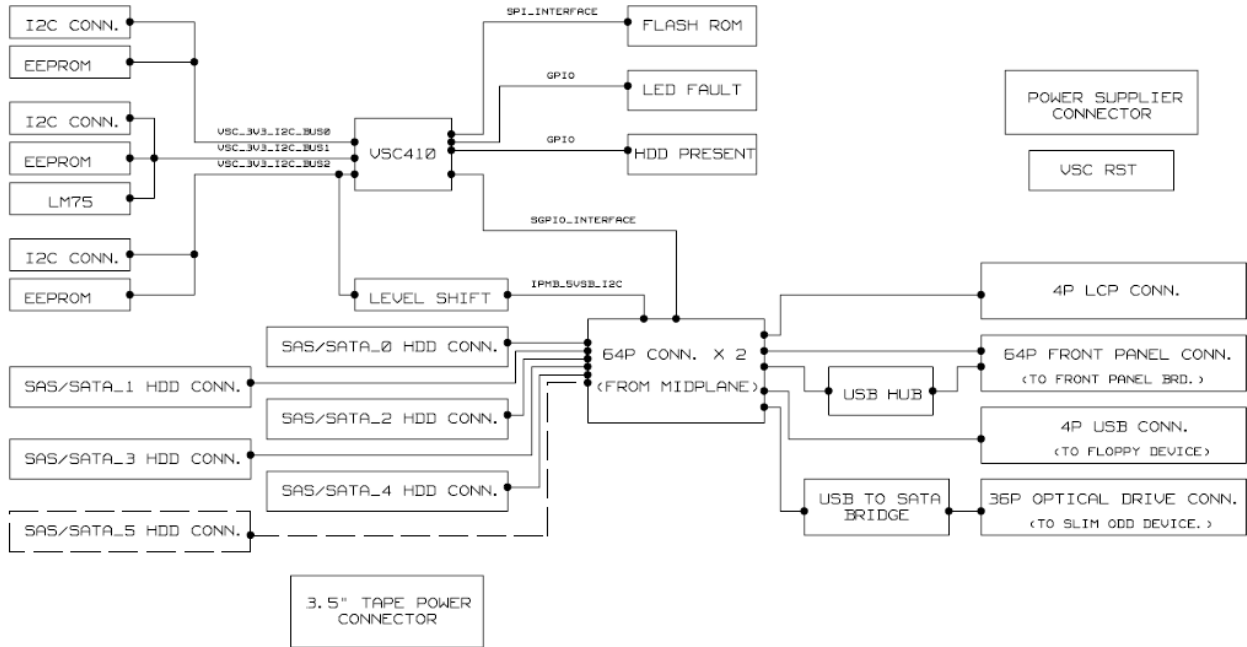 I2C CONN.
EEPROM
I2C CONN.
EEPROM
LM75
I2C CONN.
EEPROM
VSC_3V3_I2C_BUS0
VSC_3V3_I2C_BUS1
VSC_3V3_I2C_BUS2
VSC410
SPI_INTERFACE
GPIO
GPIO
FLASH ROM
LED FAULT
HDD PRESENT
POWER SUPPLIER
CONNECTOR
VSC RST
SGPIO_INTERFACE
LEVEL SHIFT
IPMB_5VSB_I2C
SAS/SATA_0 HDD CONN.
SAS/SATA_1 HDD CONN.
SAS/SATA_2 HDD CONN.
SAS/SATA_3 HDD CONN.
SAS/SATA_4 HDD CONN.
SAS/SATA_5 HDD CONN.
64P CONN. X 2
(FROM MIDPLANE)
4P LCP CONN.
64P FRONT PANEL CONN.
(TO FRONT PANEL BRD.)
USB HUB
4P USB CONN.
(TO FLOPPY DEVICE)
USB TO SATA
BRIDGE
36P OPTICAL DRIVE CONN.
(TO SLIM ODD DEVICE.)
3.5" TAPE POWER
CONNECTOR